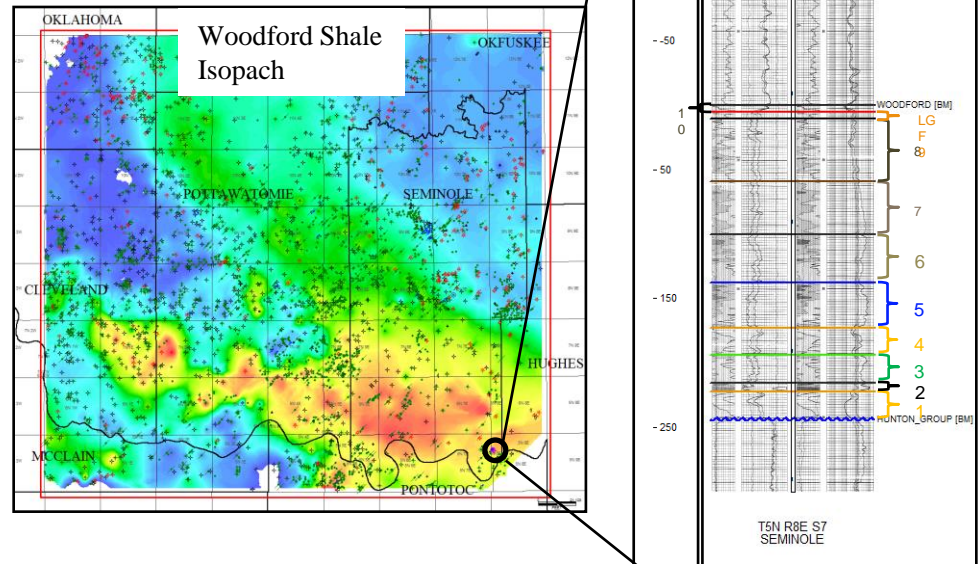 OKLAHOMA
Woodford Shale
Isopach
OKFUSKEE
POTTAWATOMIE
SEMINOLE
CLEVELAND
HUGHES
MCCLAIN
PONTOTOC
- -50
1
0
- 50
- -150
- -250
WOODFORD [BM]
LG
F
9
8
7
6
5
4
3
2
1
HUNTON_GROUP [BM]
T5N R8E S7
SEMINOLE